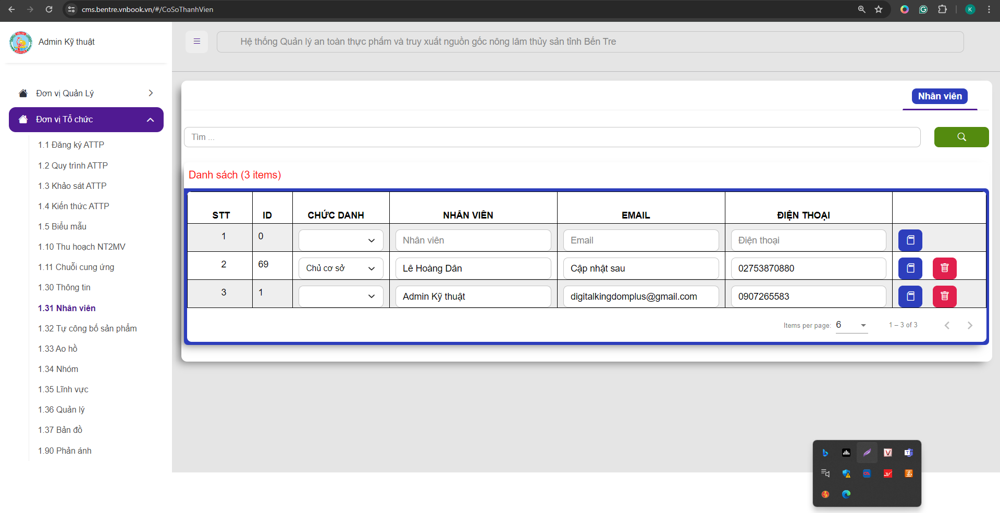 cms.bentre.vnbook.vn/#/CoSoThanhVien
K
Admin Kỹ thuật
Hệ thống Quản lý an toàn thực phẩm và truy xuất nguồn gốc nông lâm thủy sản tỉnh Bến Tre
Đơn vị Quản Lý
Đơn vị Tổ chức
1.1 Đăng ký ATTP
1.2 Quy trình ATTP
1.3 Khảo sát ATTP
1.4 Kiến thức ATTP
1.5 Biểu mẫu
1.10 Thu hoạch NT2MV
1.11 Chuỗi cung ứng
1.30 Thông tin
1.31 Nhân viên
1.32 Tự công bố sản phẩm
1.33 Ao hồ
1.34 Nhóm
1.35 Lĩnh vực
1.36 Quản lý
1.37 Bản đồ
1.90 Phản ánh
Nhân viên
Tìm ...
Danh sách (3 items)
STT ID CHỨC DANH NHÂN VIÊN EMAIL ĐIỆN THOẠI
1 0 Nhân viên Email Điện thoại
2 69 Chủ cơ sở Lê Hoàng Dân Cập nhật sau 02753870880
3 1 Admin Kỹ thuật digitalkingdomplus@gmail.com 0907265583
Items per page: 6 1 – 3 of 3